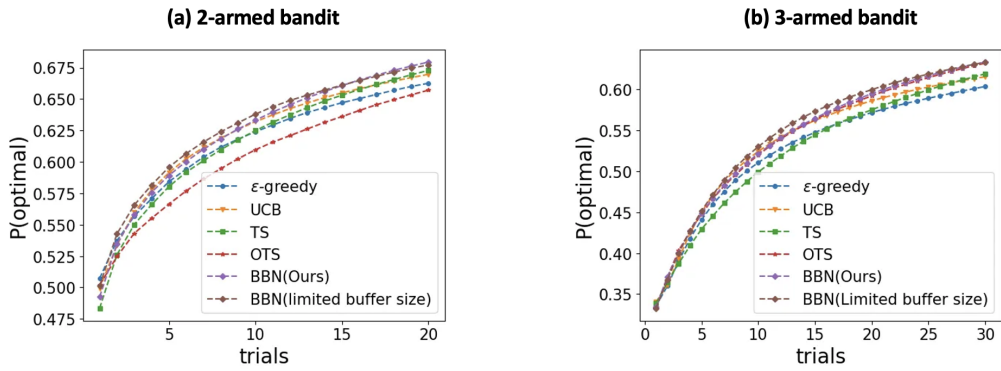 (a) 2-armed bandit
P(optimal)
0.675
0.650
0.625
0.600
0.575
0.550
0.525
0.500
0.475
5
10
15
20
trials
ε-greedy
UCB
TS
OTS
BBN(Ours)
BBN(limited buffer size)
(b) 3-armed bandit
P(optimal)
0.60
0.55
0.50
0.45
0.40
0.35
0
5
10
15
20
25
30
trials
ε-greedy
UCB
TS
OTS
BBN(Ours)
BBN(Limited buffer size)